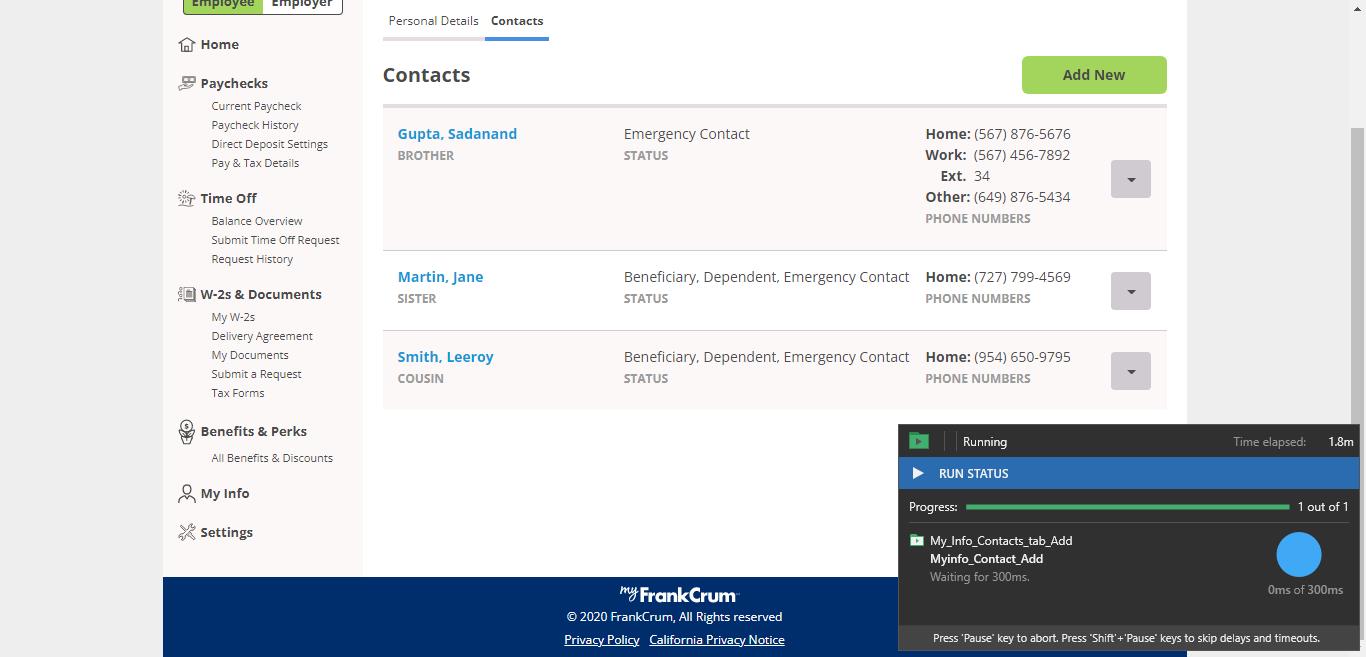 Employee Employer
Home
Paychecks
Current Paycheck
Paycheck History
Direct Deposit Settings
Pay & Tax Details
Time Off
Balance Overview
Submit Time Off Request
Request History
W-2s & Documents
My W-2s
Delivery Agreement
My Documents
Submit a Request
Tax Forms
Benefits & Perks
All Benefits & Discounts
My Info
Settings
Personal Details Contacts
Contacts
Add New
Gupta, Sadanand
BROTHER
Emergency Contact
STATUS
Home: (567) 876-5676
Work: (567) 456-7892
Ext. 34
Other: (649) 876-5434
PHONE NUMBERS
Martin, Jane
SISTER
Beneficiary, Dependent, Emergency Contact
STATUS
Home: (727) 799-4569
PHONE NUMBERS
Smith, Leeroy
COUSIN
Beneficiary, Dependent, Emergency Contact
STATUS
Home: (954) 650-9795
PHONE NUMBERS
Running
Time elapsed: 1.8m
RUN STATUS
Progress: 1 out of 1
My_Info_Contacts_tab_Add
Myinfo_Contact_Add
Waiting for 300ms.
0ms of 300ms
Press 'Pause' key to abort. Press 'Shift'+'Pause' keys to skip delays and timeouts.
myFrankCrum
© 2020 FrankCrum, All Rights reserved
Privacy Policy California Privacy Notice